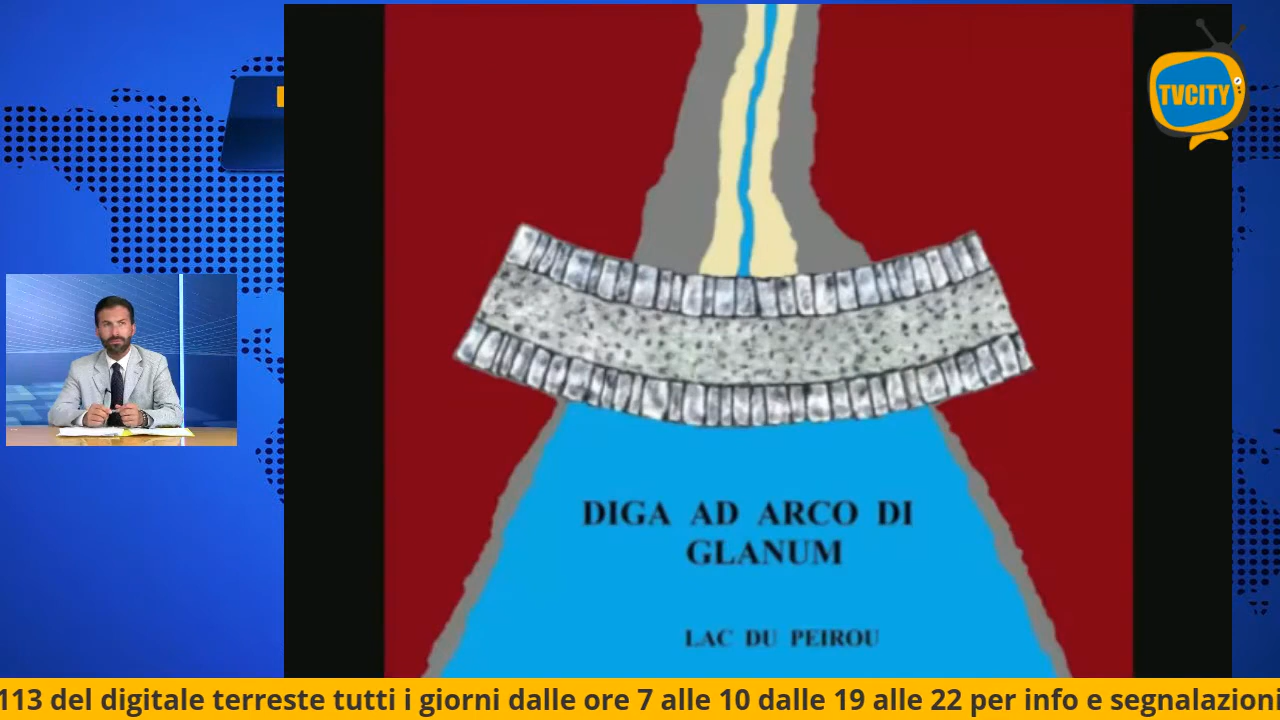 TVCITY
DIGA AD ARCO DI
GLANUM
LAC DU PEIROU
113 del digitale terreste tutti i giorni dalle ore 7 alle 10 dalle 19 alle 22 per info e segnalazioni